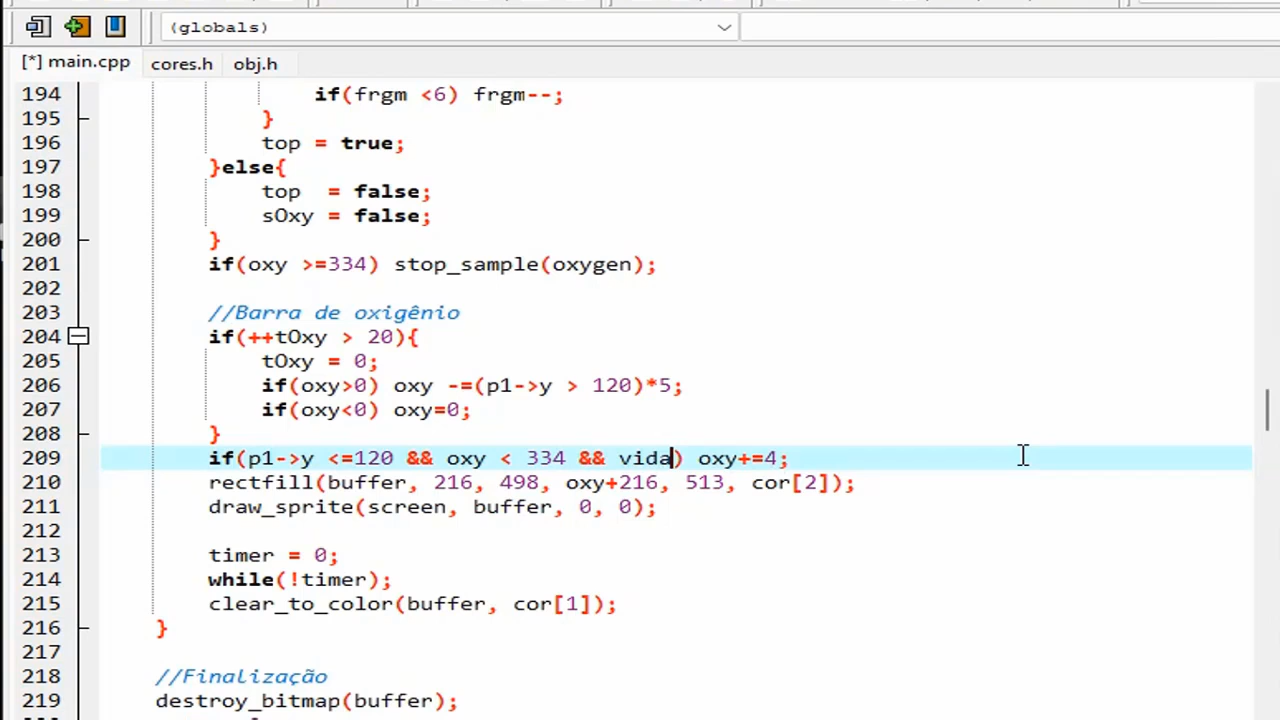 (globals)
[*] main.cpp cores.h obj.h
194 if(frgm <6) frgm--;
195 }
196 top = true;
197 }else{
198 top = false;
199 sOxy = false;
200 }
201 if(oxy >=334) stop_sample(oxygen);
202
203 //Barra de oxigênio
204 if(++tOxy > 20){
205 tOxy = 0;
206 if(oxy>0) oxy -=(p1->y > 120)*5;
207 if(oxy<0) oxy=0;
208 }
209 if(p1->y <=120 && oxy < 334 && vida) oxy+=4;
210 rectfill(buffer, 216, 498, oxy+216, 513, cor[2]);
211 draw_sprite(screen, buffer, 0, 0);
212
213 timer = 0;
214 while(!timer);
215 clear_to_color(buffer, cor[1]);
216 }
217
218 //Finalização
219 destroy_bitmap(buffer);